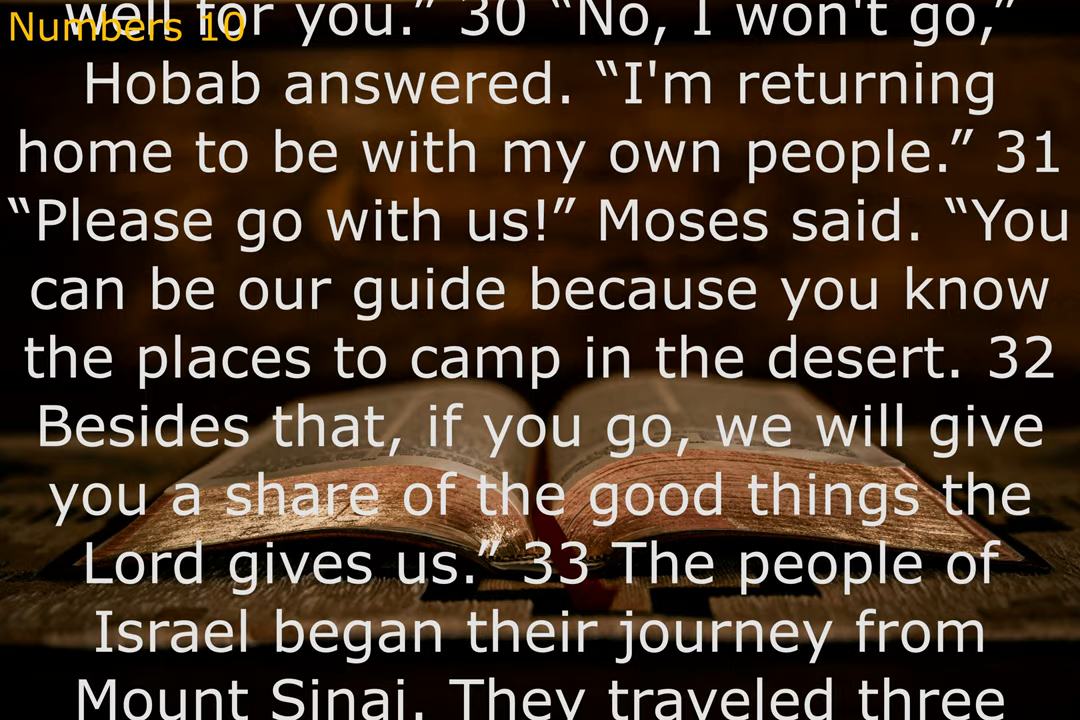 Numbers 10
well for you.” 30 “No, I won't go,”
Hobab answered. “I'm returning
home to be with my own people.” 31
“Please go with us!” Moses said. “You
can be our guide because you know
the places to camp in the desert. 32
Besides that, if you go, we will give
you a share of the good things the
Lord gives us.” 33 The people of
Israel began their journey from
Mount Sinai. They traveled three